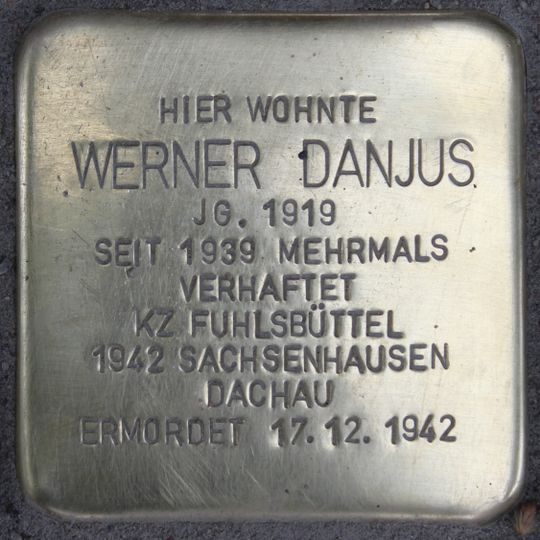 HIER WOHNTE
WERNER DANJUS
JG. 1919
SEIT 1939 MEHRMALS
VERHAFTET
KZ FUHLSBÜTTEL
1942 SACHSENHAUSEN
DACHAU
ERMORDET 17.12.1942